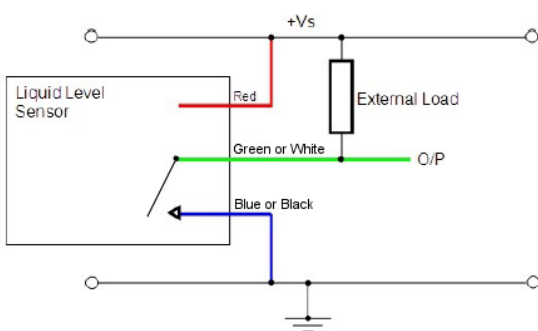 +Vs
Liquid Level
Sensor
Red
External Load
Green or White
O/P
Blue or Black